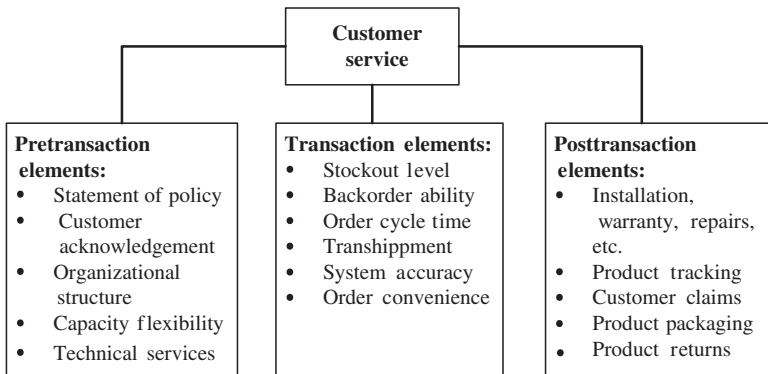 Customer
service
Pretransaction
elements:
• Statement of policy
• Customer
acknowledgement
• Organizational
structure
• Capacity flexibility
• Technical services
Transaction elements:
• Stockout level
• Backorder ability
• Order cycle time
• Transhippment
• System accuracy
• Order convenience
Posttransaction
elements:
• Installation,
warranty, repairs,
etc.
• Product tracking
• Customer claims
• Product packaging
• Product returns